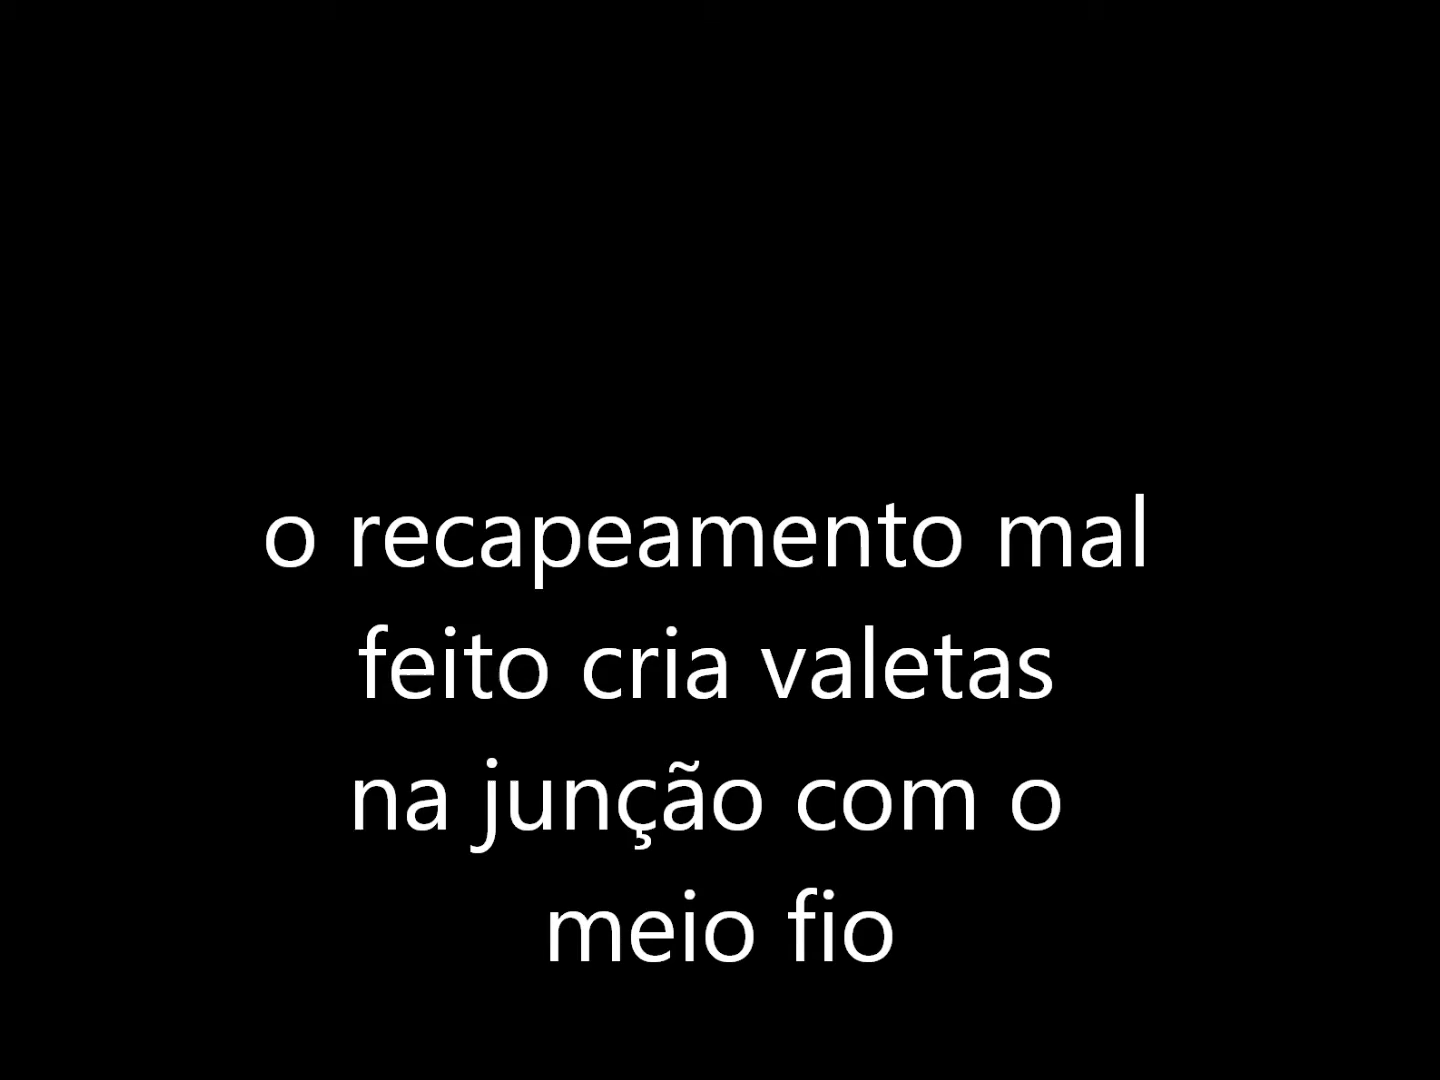 o recapeamento mal
feito cria valetas
na junção com o
meio fio